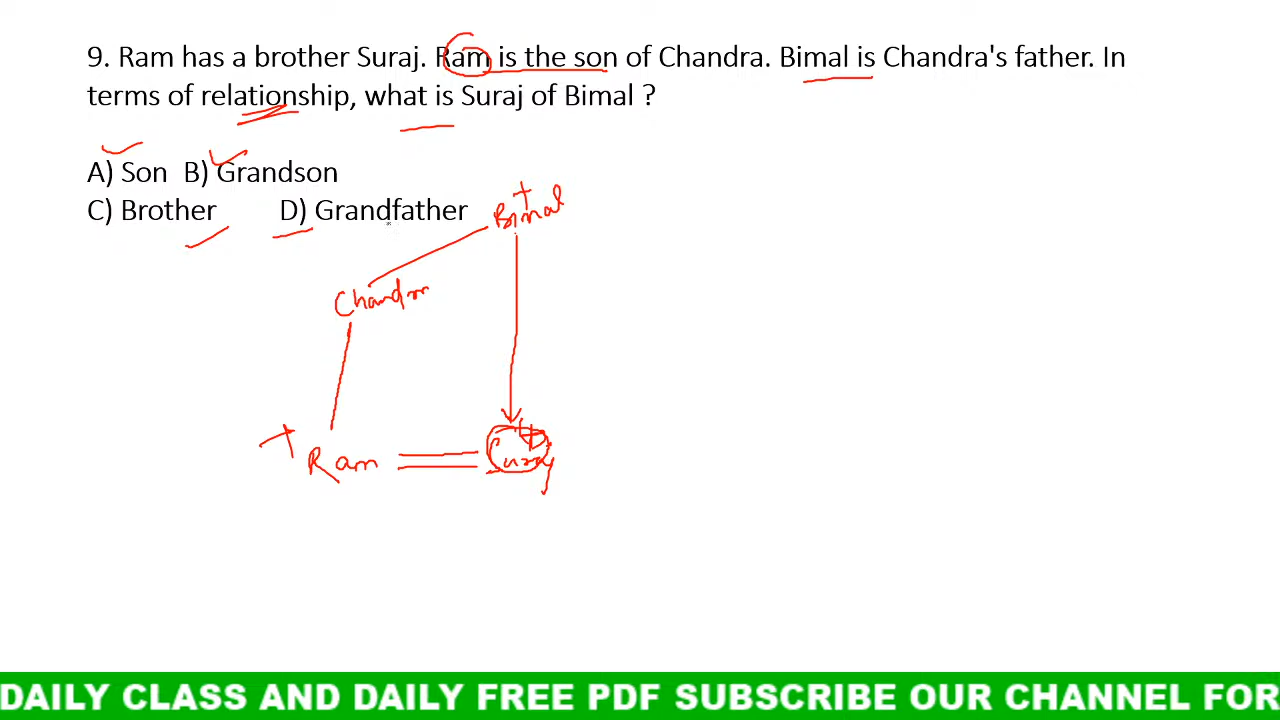 9. Ram has a brother Suraj. Ram is the son of Chandra. Bimal is Chandra's father. In
terms of relationship, what is Suraj of Bimal ?
A) Son B) Grandson
C) Brother D) Grandfather
+
Bimal
Chandra
+
+
Ram
Suraj
DAILY CLASS AND DAILY FREE PDF SUBSCRIBE OUR CHANNEL FOR